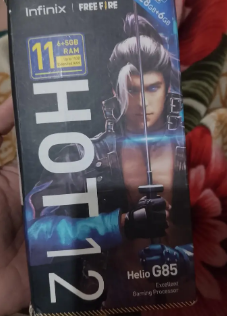 Infinix | FREE FIRE
11 6+5GB
RAM
HOT 12
Helio G85
Excellent
Gaming Processor